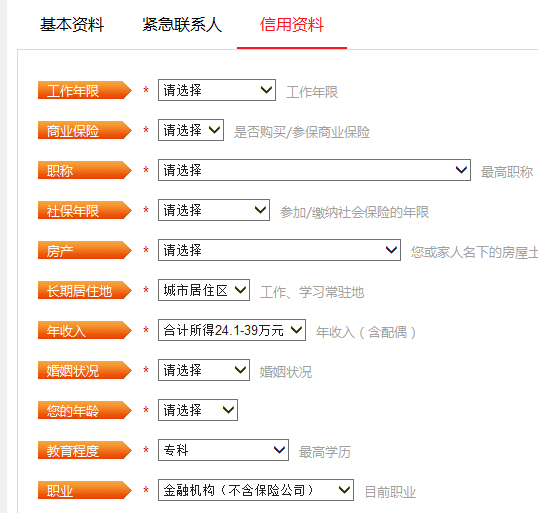 基本资料 紧急联系人 信用资料
工作年限 * 请选择 工作年限
商业保险 * 请选择 是否购买/参保商业保险
职称 * 请选择 最高职称
社保年限 * 请选择 参加/缴纳社会保险的年限
房产 * 请选择 您或家人名下的房屋土
长期居住地 * 城市居住区 工作、学习常驻地
年收入 * 合计所得24.1-39万元 年收入（含配偶）
婚姻状况 * 请选择 婚姻状况
您的年龄 * 请选择
教育程度 * 专科 最高学历
职业 * 金融机构（不含保险公司） 目前职业